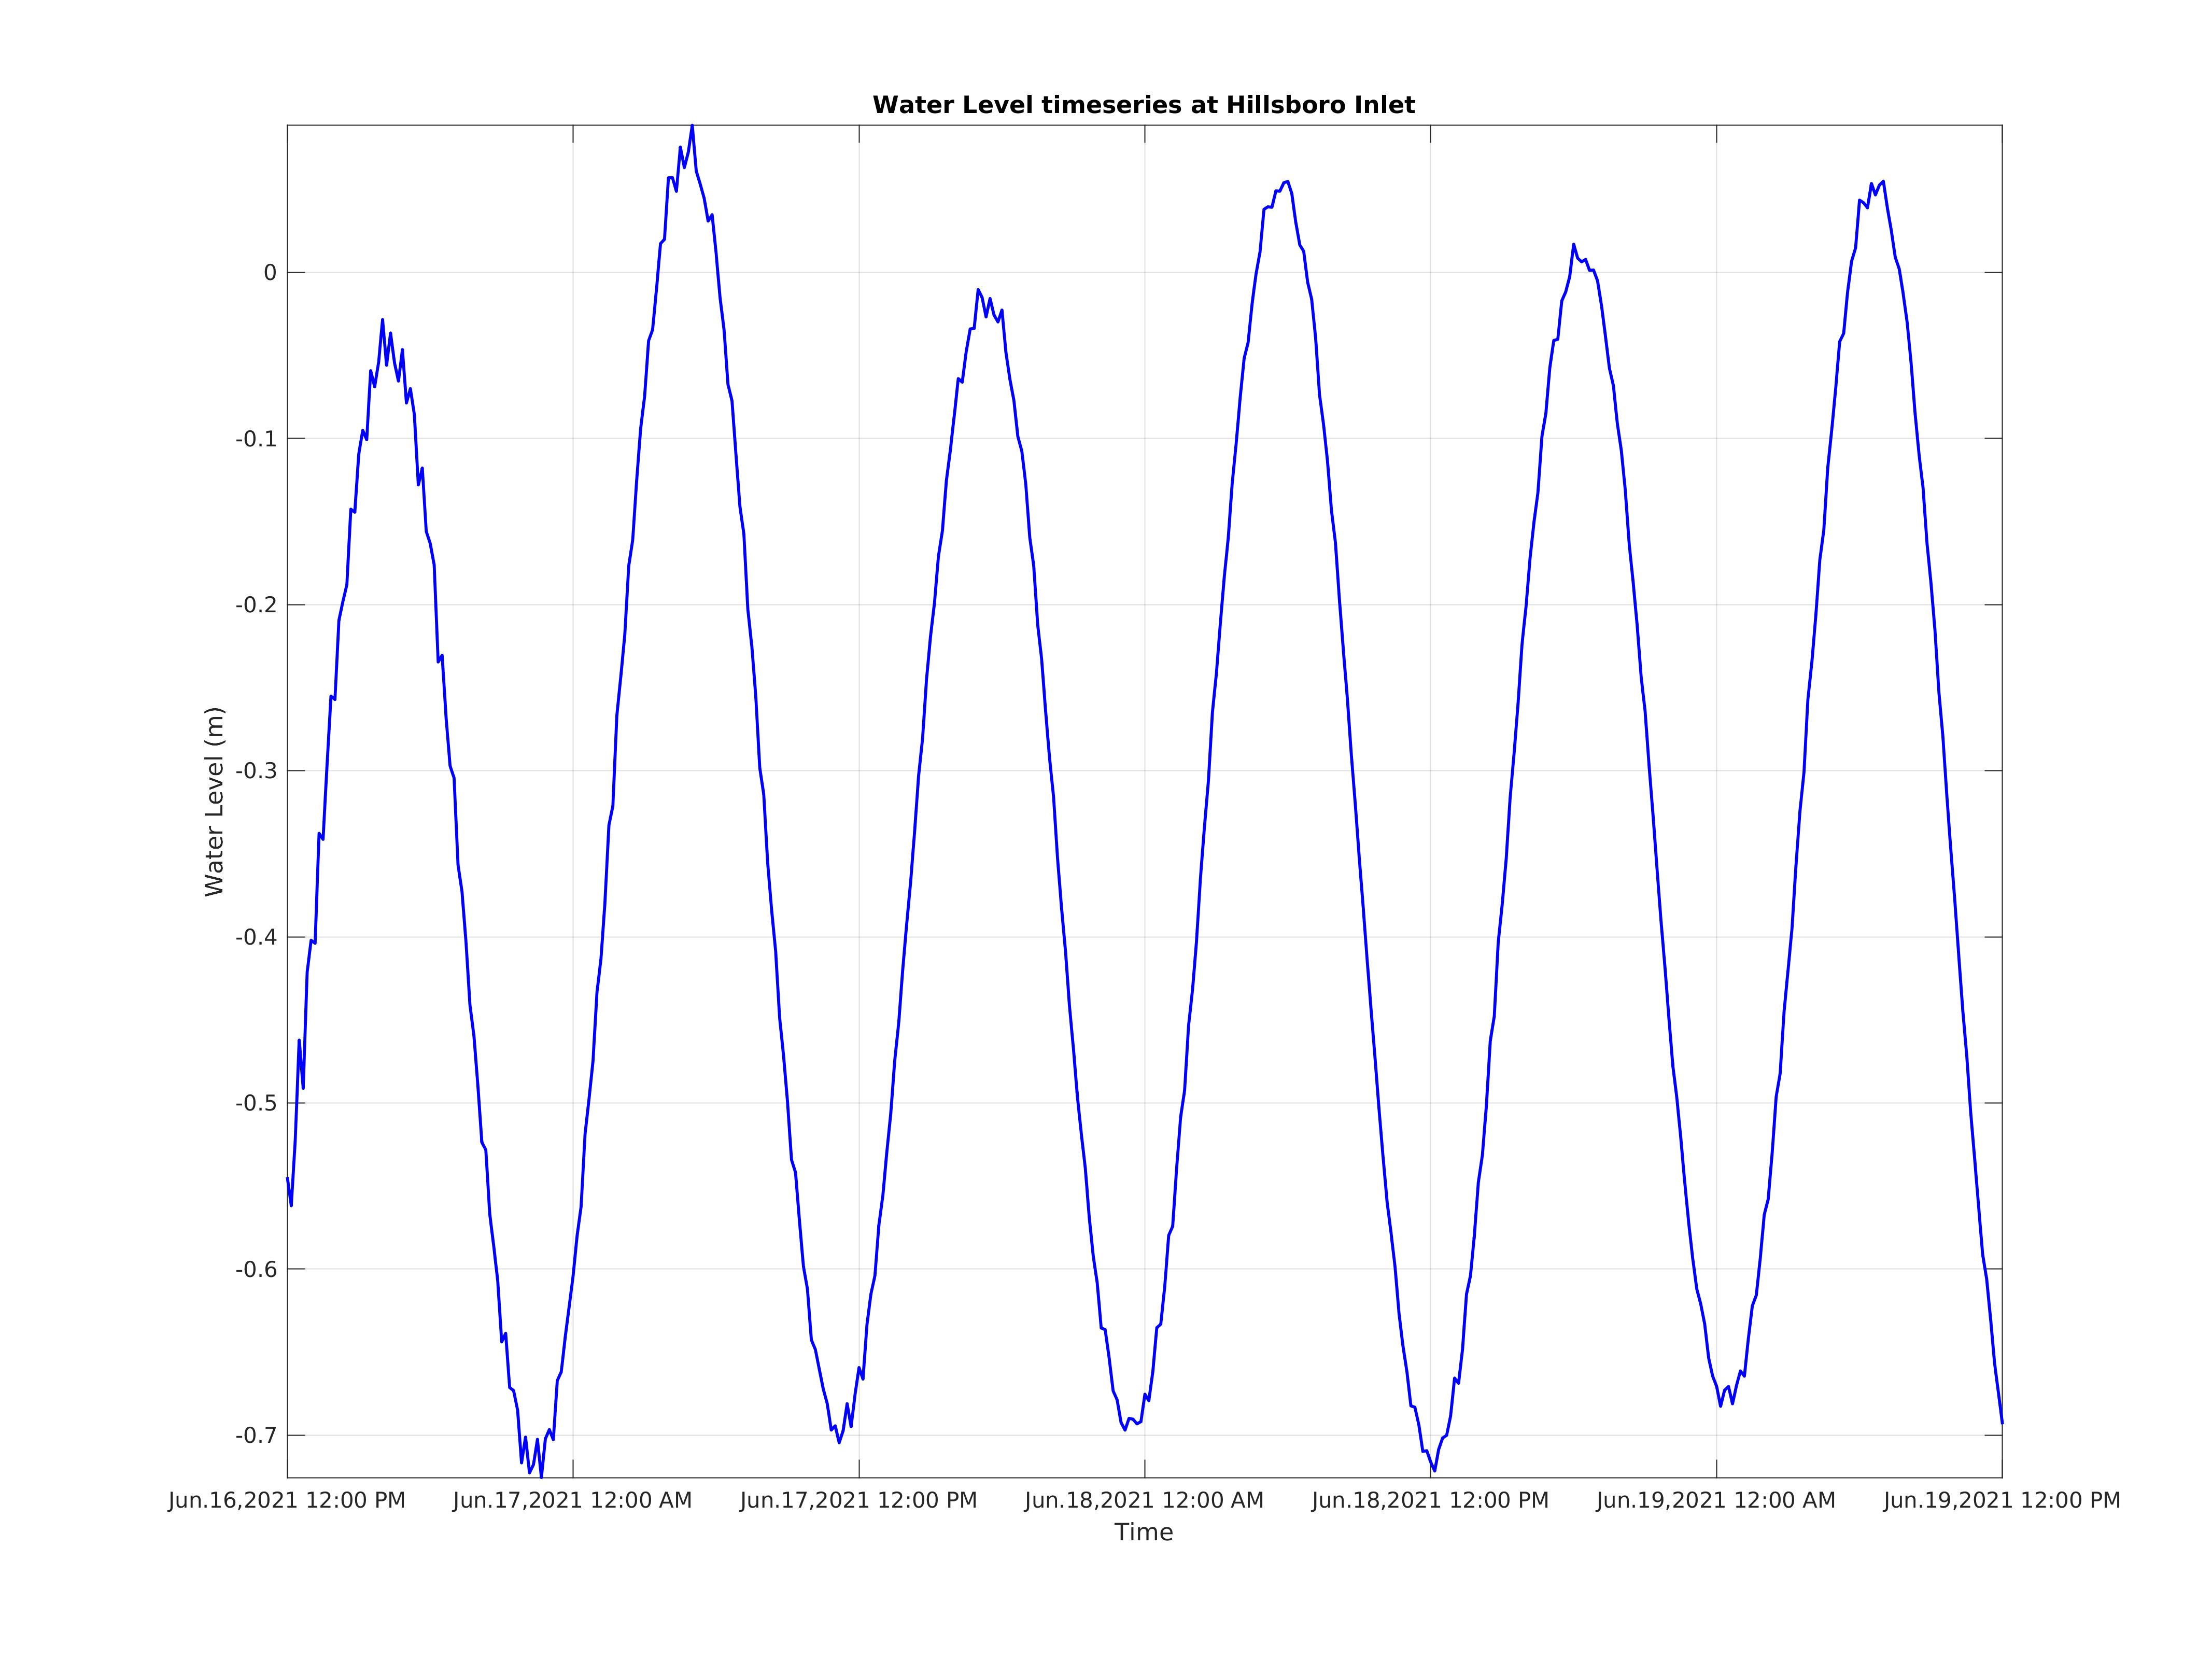 Water Level timeseries at Hillsboro Inlet
0
-0.1
-0.2
-0.3
-0.4
-0.5
-0.6
-0.7
Water Level (m)
Jun.16,2021 12:00 PM
Jun.17,2021 12:00 AM
Jun.17,2021 12:00 PM
Jun.18,2021 12:00 AM
Jun.18,2021 12:00 PM
Jun.19,2021 12:00 AM
Jun.19,2021 12:00 PM
Time